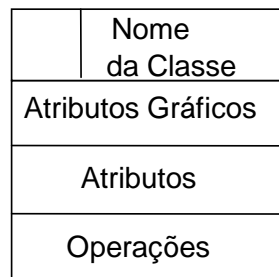 Nome
da Classe
Atributos Gráficos
Atributos
Operações